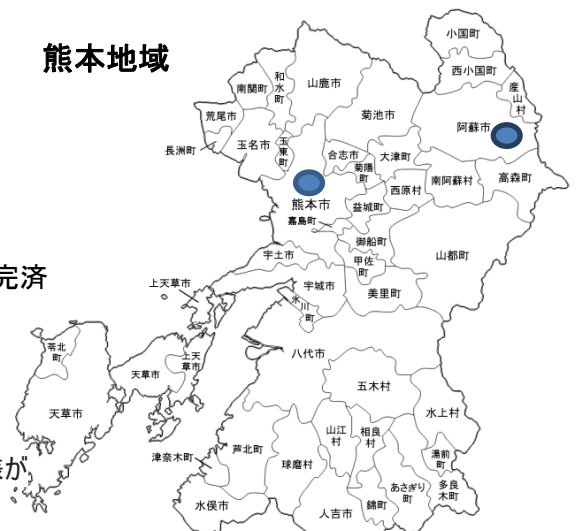 熊本地域
小国町
西小国町
産山村
和水町
山鹿市
南関町
菊池市
荒尾市
阿蘇市
長洲町
玉名市
玉東町
合志市
大津町
菊陽町
西原村
南阿蘇村
高森町
熊本市
益城町
嘉島町
御船町
山都町
宇土市
甲佐町
完済
上天草市
宇城市
美里町
氷川町
八代市
苓北町
上天草市
天草市
五木村
天草市
水上村
山江村
相良村
湯前町
津奈木町
芦北町
球磨村
あさぎり町
多良木町
が
水俣市
人吉市
錦町